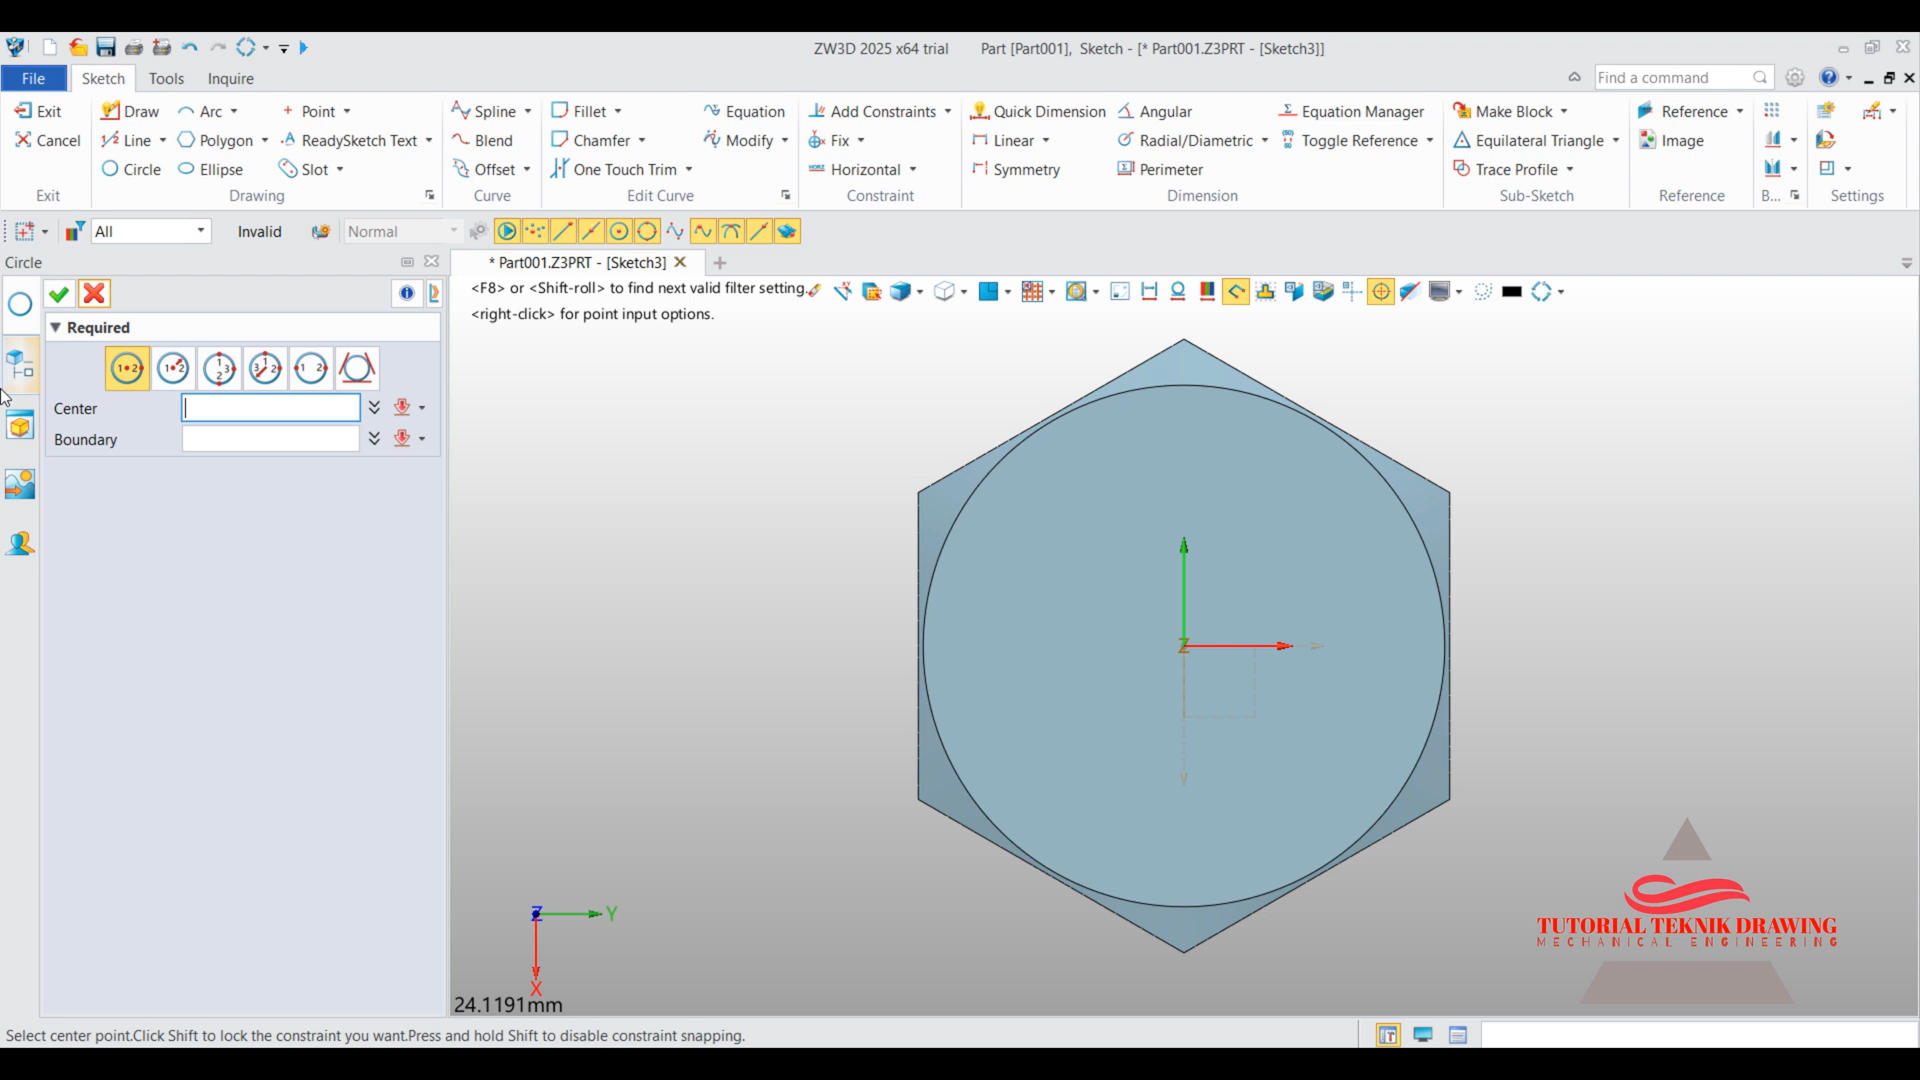 ZW3D 2025 x64 trial Part [Part001], Sketch - [* Part001.Z3PRT - [Sketch3]]
File Sketch Tools Inquire Find a command
Exit Draw Arc Point Spline Fillet Equation Add Constraints Quick Dimension Angular Equation Manager Make Block Reference
Cancel Line Polygon ReadySketch Text Blend Chamfer Modify Fix Linear Radial/Diametric Toggle Reference Equilateral Triangle Image
Circle Ellipse Slot Offset One Touch Trim Horizontal Symmetry Perimeter Trace Profile
Exit Drawing Curve Edit Curve Constraint Dimension Sub-Sketch Reference B... Settings
All Invalid Normal
Circle * Part001.Z3PRT - [Sketch3]
<F8> or <Shift-roll> to find next valid filter setting.
<right-click> for point input options.
Required
Center
Boundary
Z
Z Y
X
24.1191mm
TUTORIAL TEKNIK DRAWING
MECHANICAL ENGINEERING
Select center point.Click Shift to lock the constraint you want.Press and hold Shift to disable constraint snapping.